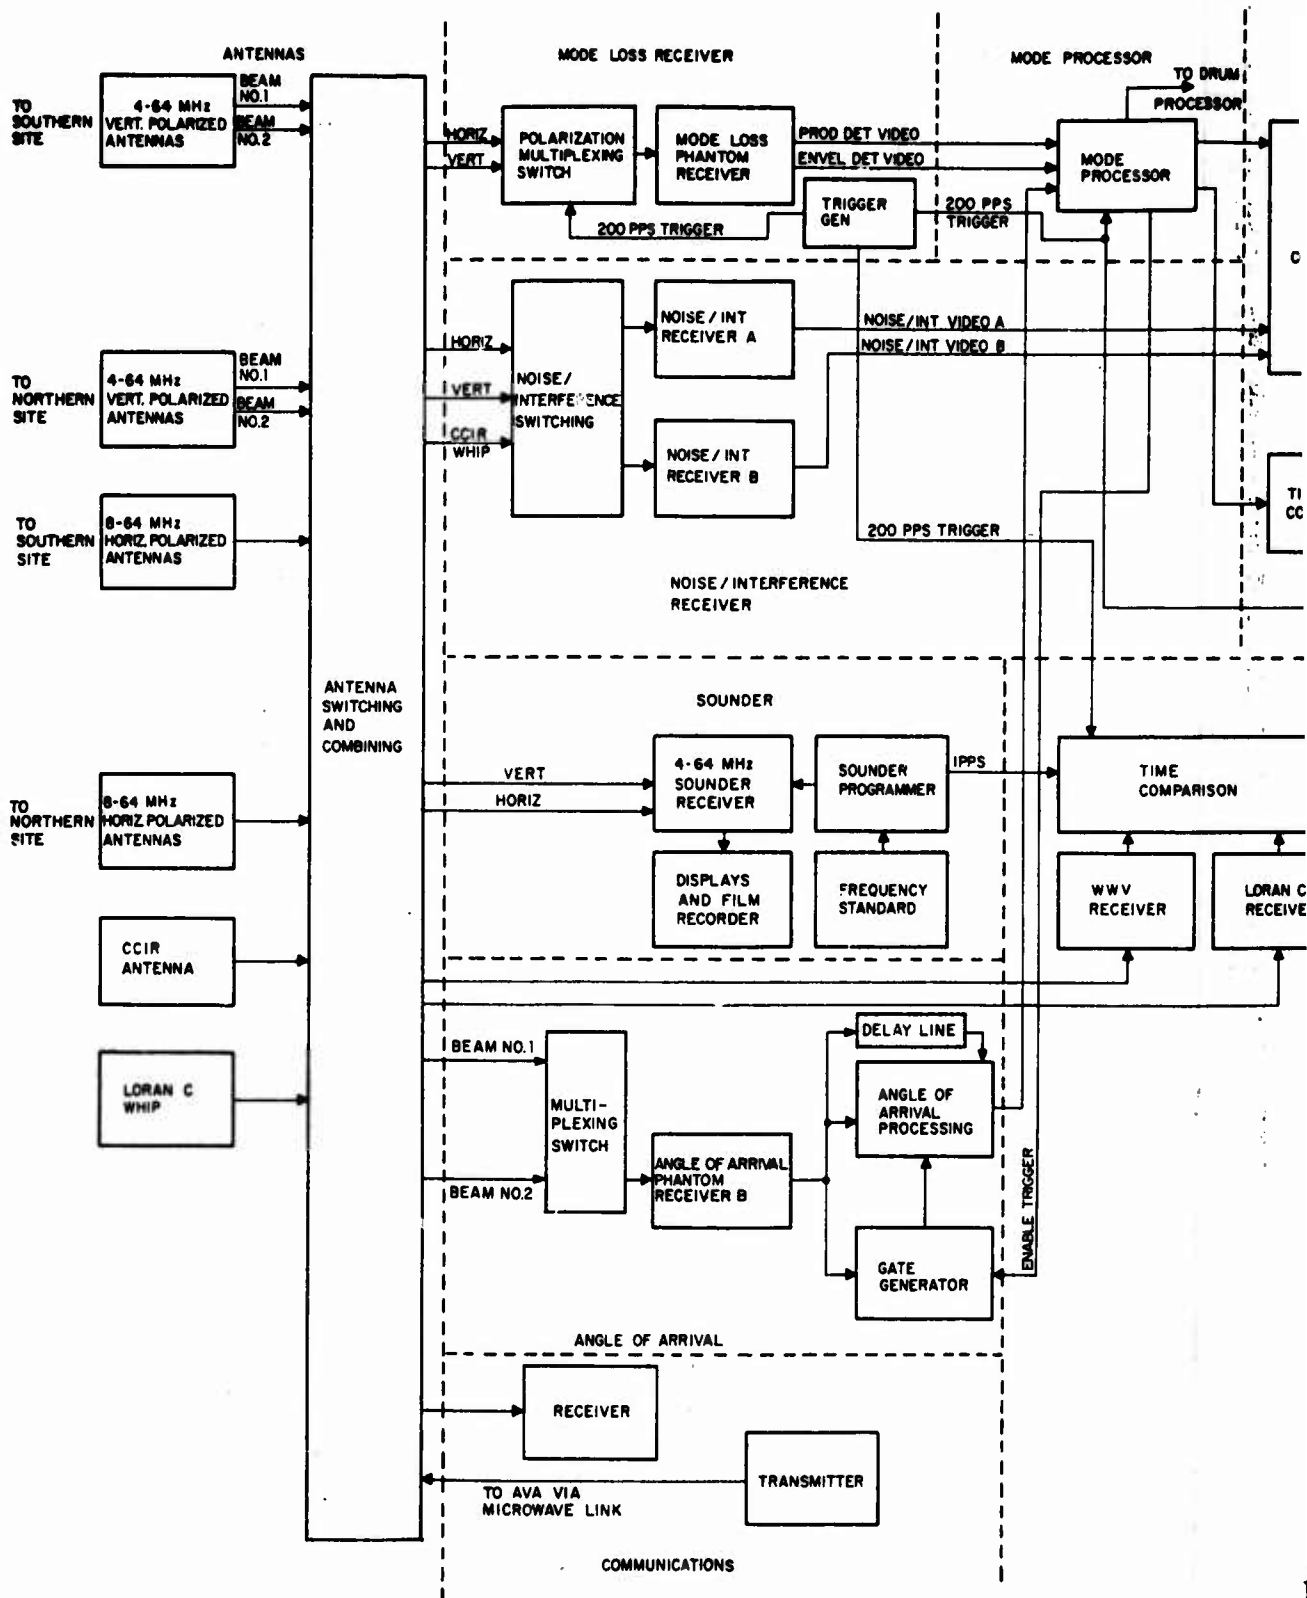 ANTENNAS
MODE LOSS RECEIVER
MODE PROCESSOR
TO SOUTHERN SITE
4-64 MHz
VERT. POLARIZED
ANTENNAS
BEAM
NO.1
BEAM
NO.2
HORIZ
VERT
POLARIZATION
MULTIPLEXING
SWITCH
MODE LOSS
PHANTOM
RECEIVER
PROD DET VIDEO
ENVEL DET VIDEO
TO DRUM
PROCESSOR
MODE
PROCESSOR
TRIGGER
GEN
200 PPS TRIGGER
200 PPS
TRIGGER
C
TO
NORTHERN
SITE
4-64 MHz
VERT. POLARIZED
ANTENNAS
BEAM
NO.1
BEAM
NO.2
HORIZ
VERT
CCIR
WHIP
NOISE/
INTERFERENCE
SWITCHING
NOISE/INT
RECEIVER A
NOISE/INT
RECEIVER B
NOISE/INT VIDEO A
NOISE/INT VIDEO B
TI
CO
TO
SOUTHERN
SITE
8-64 MHz
HORIZ. POLARIZED
ANTENNAS
200 PPS TRIGGER
NOISE/INTERFERENCE
RECEIVER
ANTENNA
SWITCHING
AND
COMBINING
SOUNDER
VERT
HORIZ
4-64 MHz
SOUNDER
RECEIVER
SOUNDER
PROGRAMMER
IPPS
TIME
COMPARISON
TO
NORTHERN
SITE
8-64 MHz
HORIZ. POLARIZED
ANTENNAS
DISPLAYS
AND FILM
RECORDER
FREQUENCY
STANDARD
WWV
RECEIVER
LORAN C
RECEIVE
CCIR
ANTENNA
LORAN C
WHIP
BEAM NO.1
BEAM NO.2
MULTI-
PLEXING
SWITCH
ANGLE OF ARRIVAL
PHANTOM
RECEIVER B
DELAY LINE
ANGLE OF
ARRIVAL
PROCESSING
GATE
GENERATOR
ENABLE TRIGGER
ANGLE OF ARRIVAL
RECEIVER
TRANSMITTER
TO AVA VIA
MICROWAVE LINK
COMMUNICATIONS